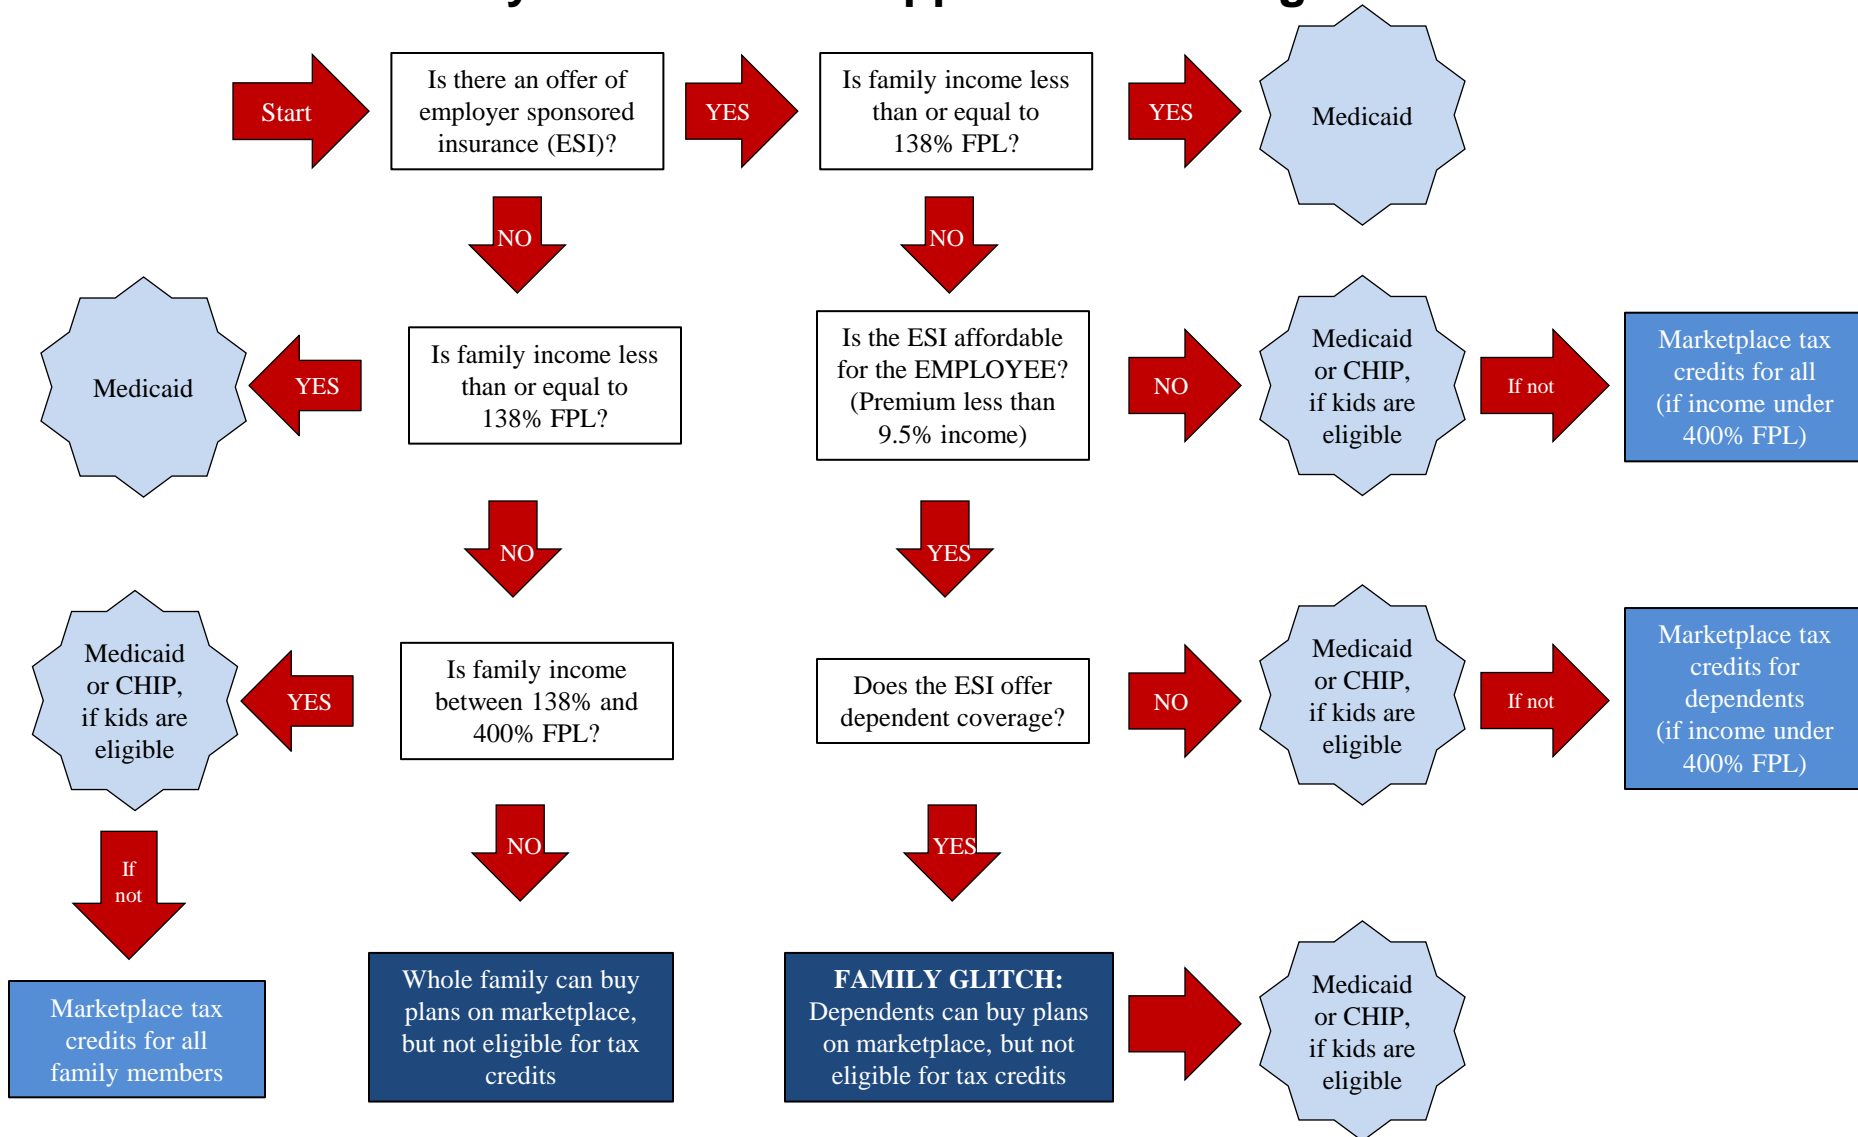 Start
Is there an offer of
employer sponsored
insurance (ESI)?
YES
Is family income less
than or equal to
138% FPL?
YES
Medicaid
NO
NO
Medicaid
YES
Is family income less
than or equal to
138% FPL?
Is the ESI affordable
for the EMPLOYEE?
(Premium less than
9.5% income)
NO
Medicaid
or CHIP,
if kids are
eligible
If not
Marketplace tax
credits for all
(if income under
400% FPL)
NO
YES
Medicaid
or CHIP,
if kids are
eligible
YES
Is family income
between 138% and
400% FPL?
Does the ESI offer
dependent coverage?
NO
Medicaid
or CHIP,
if kids are
eligible
If not
Marketplace tax
credits for
dependents
(if income under
400% FPL)
If
not
NO
YES
Marketplace tax
credits for all
family members
Whole family can buy
plans on marketplace,
but not eligible for tax
credits
FAMILY GLITCH:
Dependents can buy plans
on marketplace, but not
eligible for tax credits
Medicaid
or CHIP,
if kids are
eligible